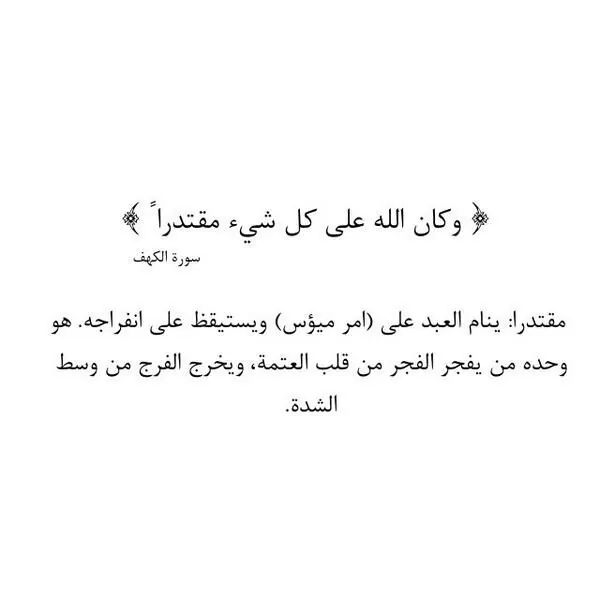 ﴿ وكان الله على كل شيء مقتدرا ً ﴾
سورة الكهف
مقتدرا: ينام العبد على (امر ميؤس) ويستيقظ على انفراجه. هو
وحده من يفجر الفجر من قلب العتمة، ويخرج الفرج من وسط
الشدة.